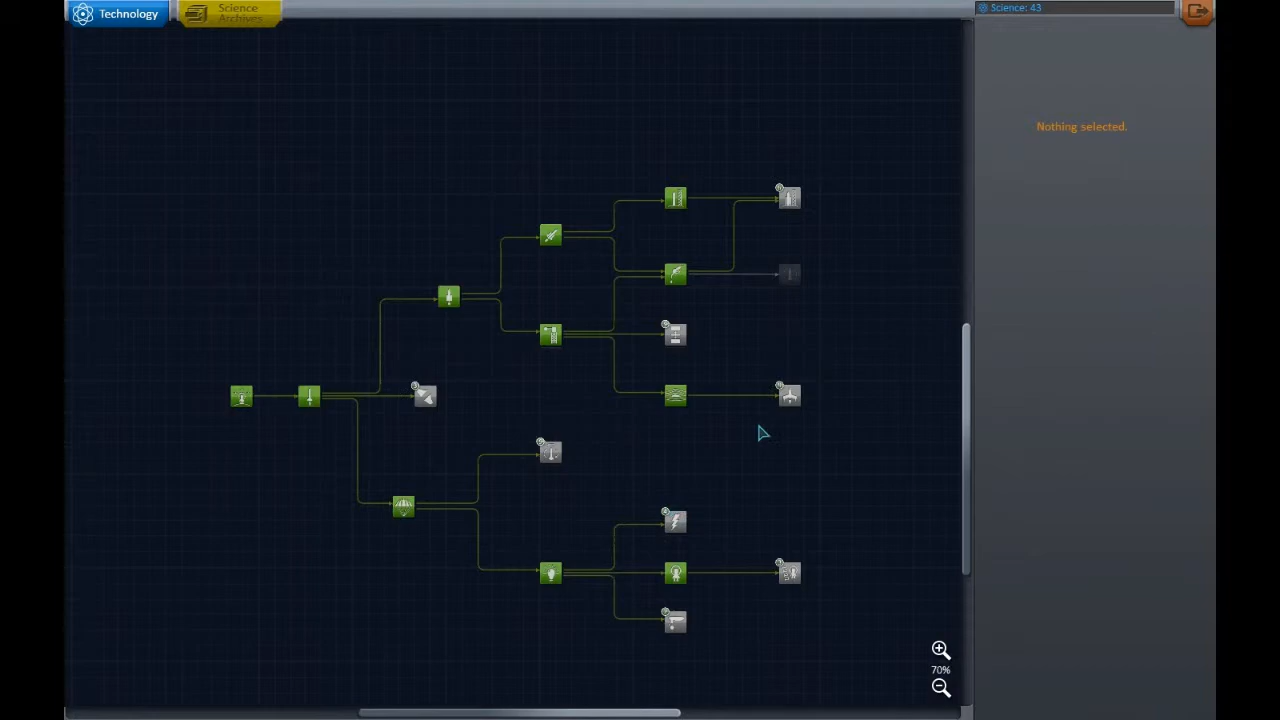 Technology
Science
Archives
Science: 43
Nothing selected.
70%